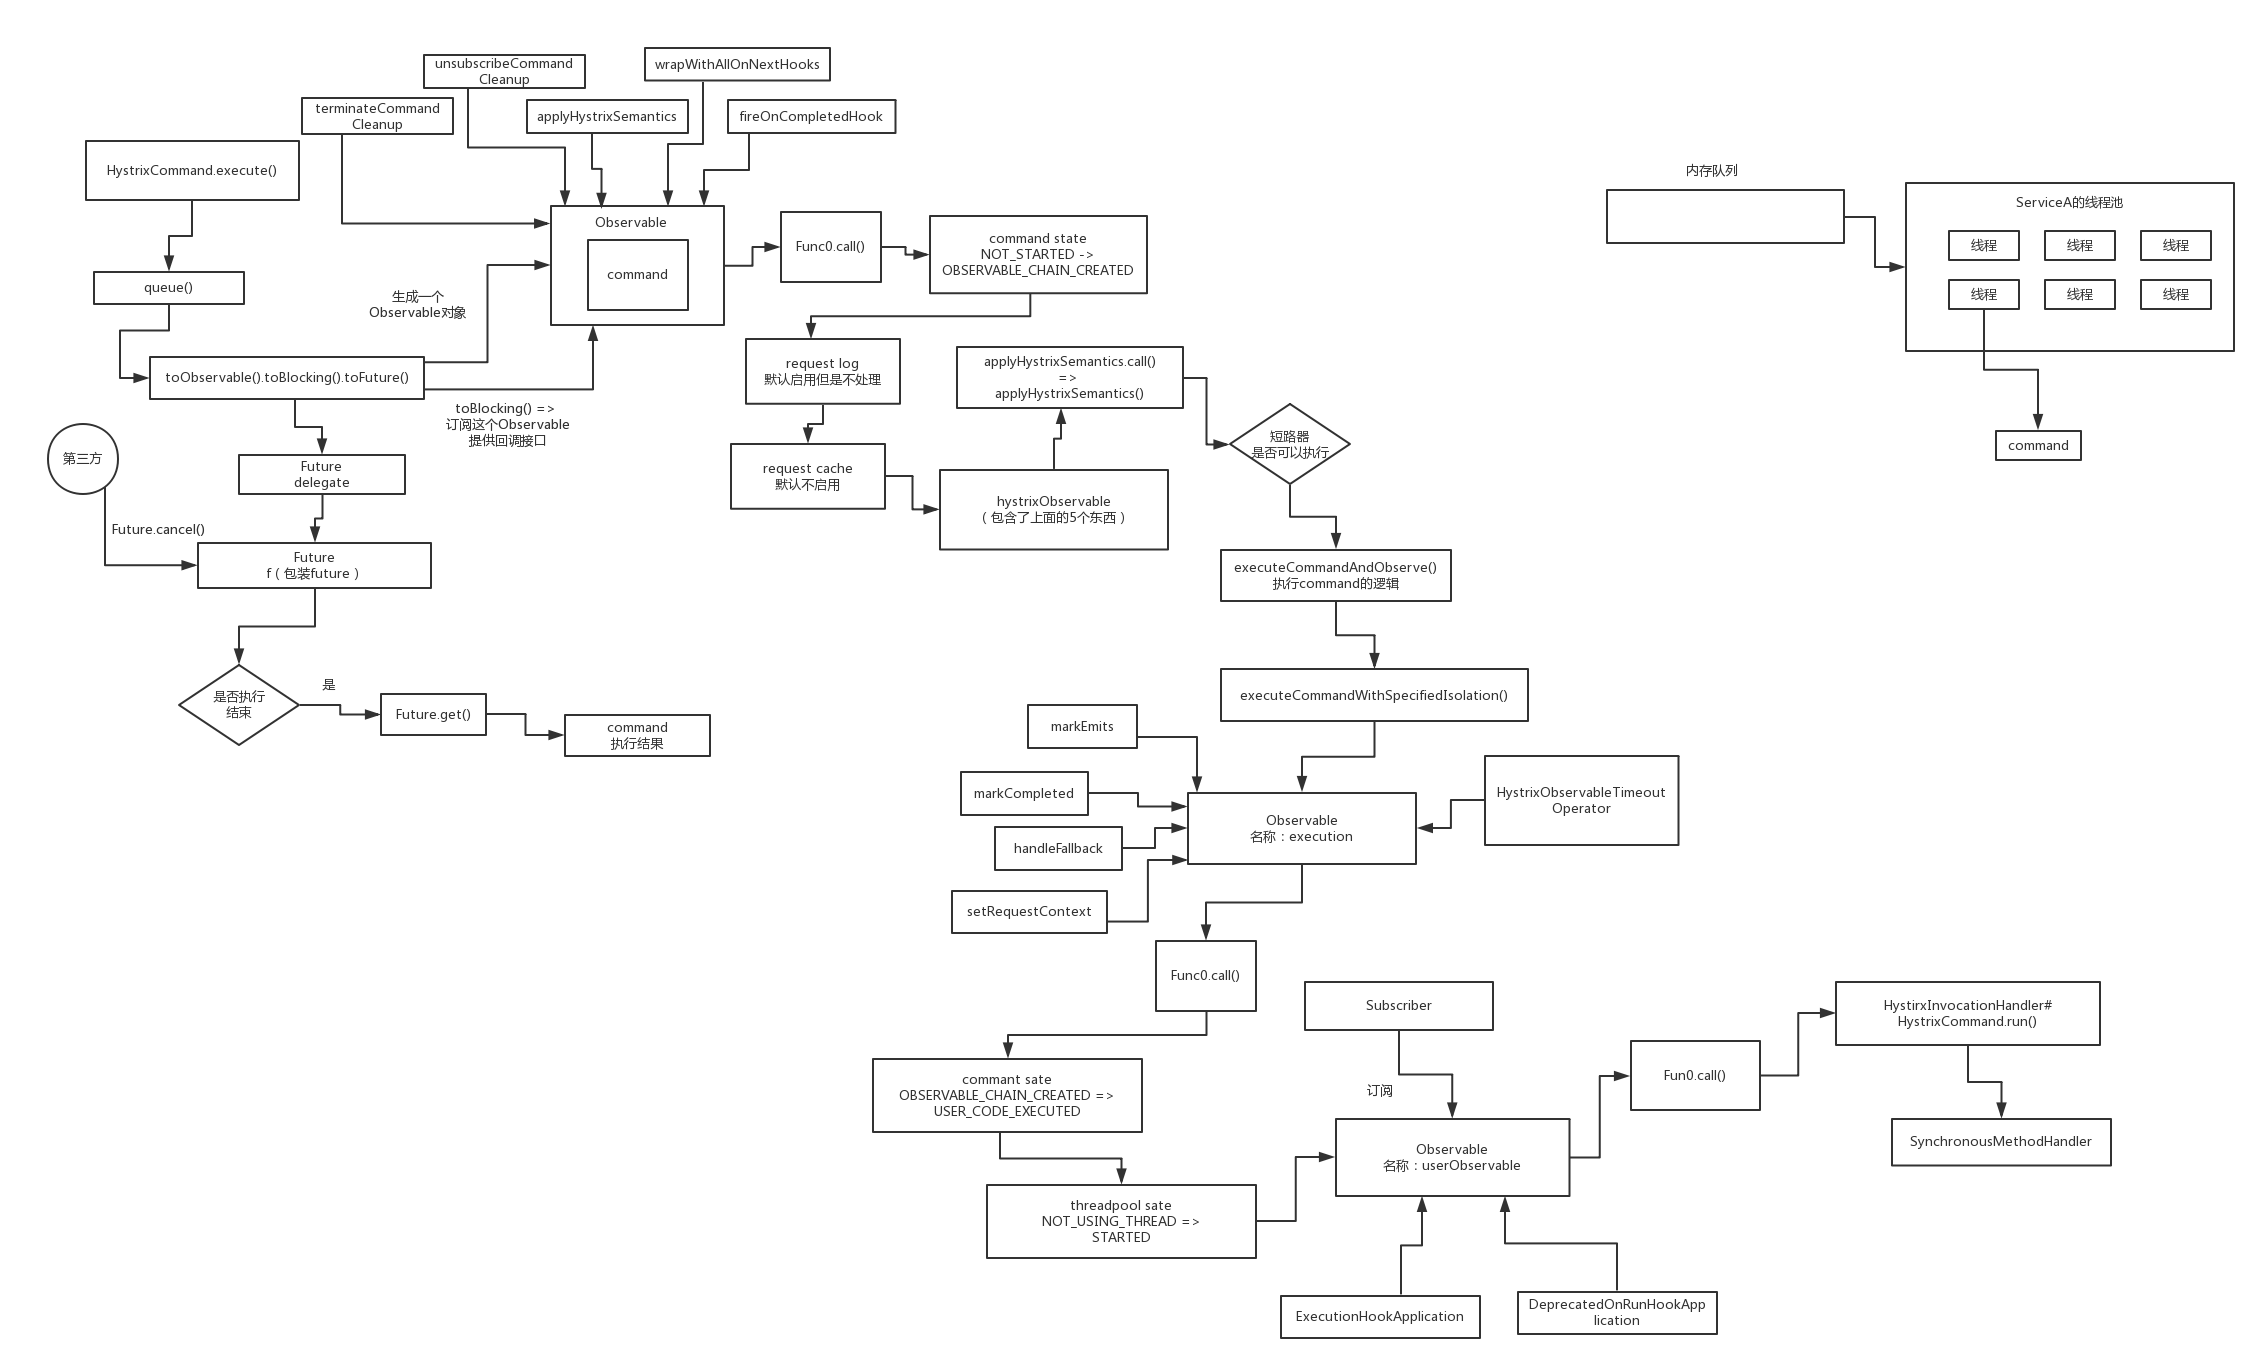 unsubscribeCommand
Cleanup
wrapWithAllOnNextHooks
terminateCommand
Cleanup
applyHystrixSemantics
fireOnCompletedHook
HystrixCommand.execute()
queue()
生成一个
Observable对象
Observable
command
Func0.call()
command state
NOT_STARTED ->
OBSERVABLE_CHAIN_CREATED
toObservable().toBlocking().toFuture()
toBlocking() =>
订阅这个Observable
提供回调接口
request log
默认启用但是不处理
request cache
默认不启用
applyHystrixSemantics.call()
=>
applyHystrixSemantics()
hystrixObservable
( 包含了上面的5个东西 )
短路器
是否可以执行
第三方
Future.cancel()
Future
delegate
Future
f ( 包装future )
是否执行
结束
是
Future.get()
command
执行结果
内存队列
ServiceA的线程池
线程
线程
线程
线程
线程
线程
command
executeCommandAndObserve()
执行command的逻辑
executeCommandWithSpecifiedIsolation()
markEmits
markCompleted
handleFallback
setRequestContext
Observable
名称：execution
HystrixObservableTimeout
Operator
Func0.call()
commant sate
OBSERVABLE_CHAIN_CREATED =>
USER_CODE_EXECUTED
threadpool sate
NOT_USING_THREAD =>
STARTED
Subscriber
订阅
Observable
名称：userObservable
ExecutionHookApplication
DeprecatedOnRunHookApp
lication
Fun0.call()
HystirxInvocationHandler#
HystrixCommand.run()
SynchronousMethodHandler